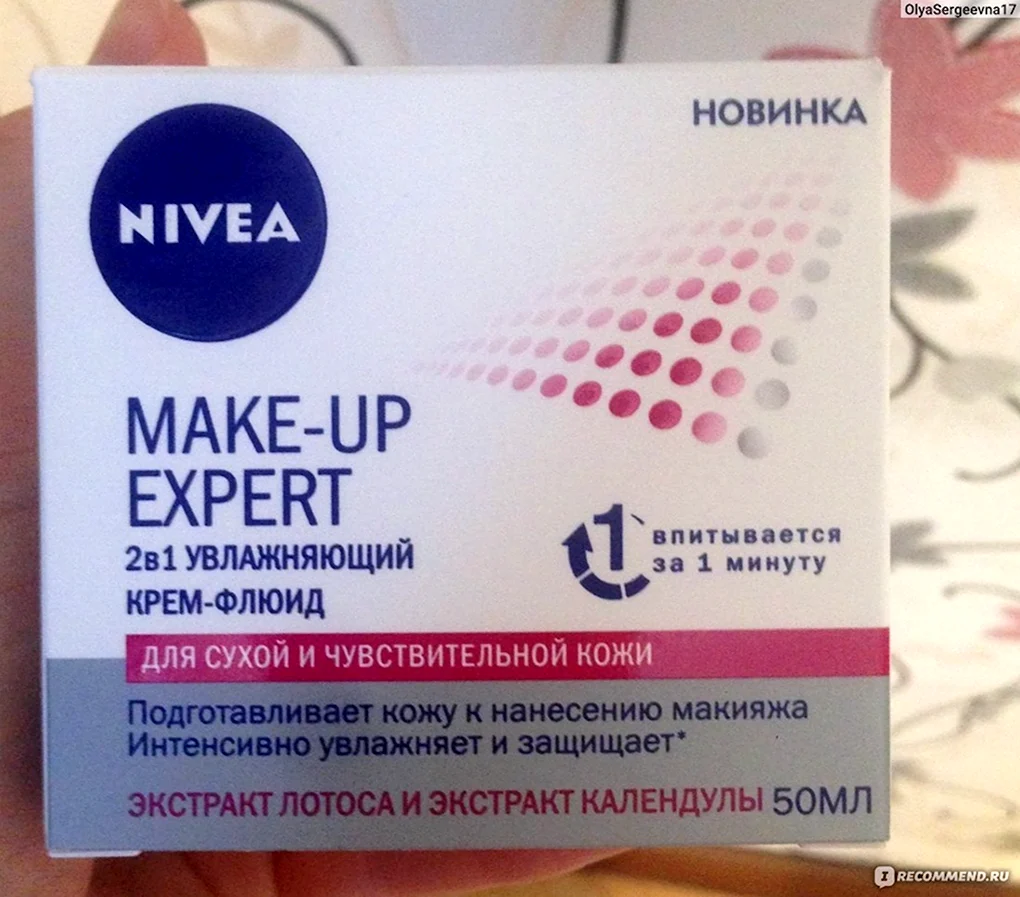 OlyaSergeevna17
НОВИНКА
NIVEA
MAKE-UP
EXPERT
2в1 УВЛАЖНЯЮЩИЙ
КРЕМ-ФЛЮИД
1
впитывается
за 1 минуту
ДЛЯ СУХОЙ И ЧУВСТВИТЕЛЬНОЙ КОЖИ
Подготавливает кожу к нанесению макияжа
Интенсивно увлажняет и защищает*
ЭКСТРАКТ ЛОТОСА И ЭКСТРАКТ КАЛЕНДУЛЫ 50МЛ
I RECOMMEND.RU